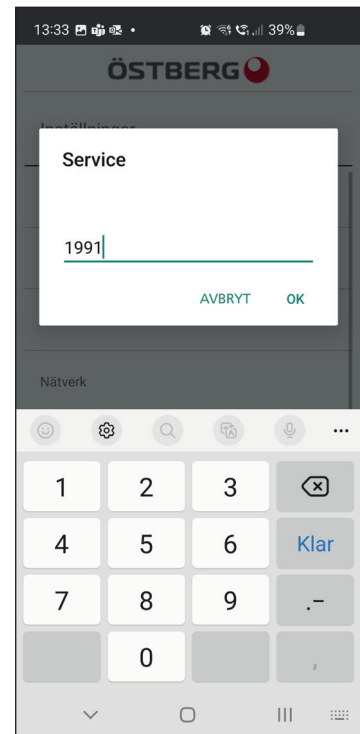 13:33 39%
ÖSTBERG
Inställningar
Service
1991
AVBRYT OK
Nätverk
1 2 3
4 5 6 Klar
7 8 9 .-
0 ,